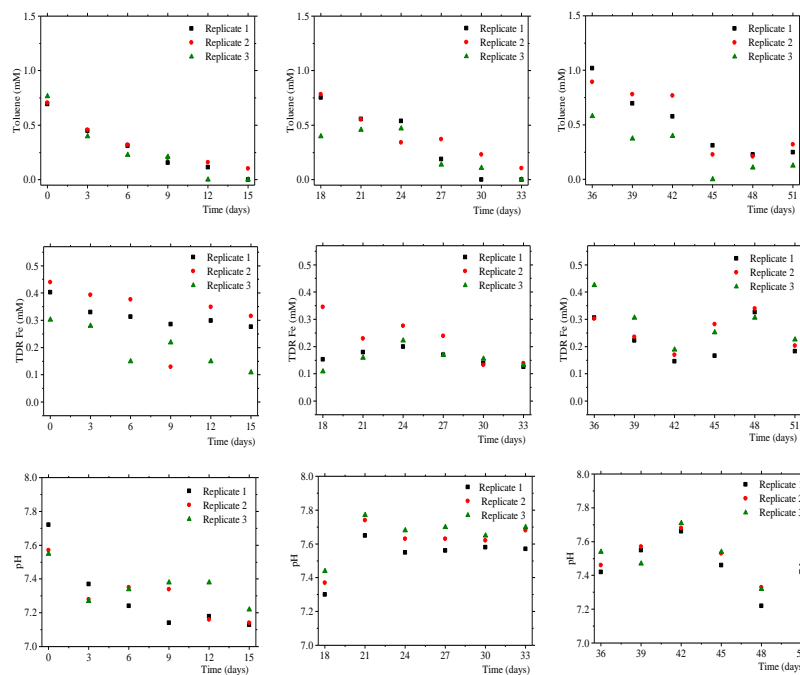 1.5
1.0
0.5
0.0
Toluene (mM)
Replicate 1
Replicate 2
Replicate 3
0 3 6 9 12 15
Time (days)
1.5
1.0
0.5
0.0
Toluene (mM)
Replicate 1
Replicate 2
Replicate 3
18 21 24 27 30 33
Time (days)
1.5
1.0
0.5
0.0
Toluene (mM)
Replicate 1
Replicate 2
Replicate 3
36 39 42 45 48 51
Time (days)
0.5
0.4
0.3
0.2
0.1
0.0
TDR Fe (mM)
Replicate 1
Replicate 2
Replicate 3
0 3 6 9 12 15
Time (days)
0.5
0.4
0.3
0.2
0.1
0.0
TDR Fe (mM)
Replicate 1
Replicate 2
Replicate 3
18 21 24 27 30 33
Time (days)
0.5
0.4
0.3
0.2
0.1
0.0
TDR Fe (mM)
Replicate 1
Replicate 2
Replicate 3
36 39 42 45 48 51
Time (days)
8.0
7.8
7.6
7.4
7.2
7.0
pH
Replicate 1
Replicate 2
Replicate 3
0 3 6 9 12 15
Time (days)
8.0
7.8
7.6
7.4
7.2
7.0
pH
Replicate 1
Replicate 2
Replicate 3
18 21 24 27 30 33
Time (days)
8.0
7.8
7.6
7.4
7.2
7.0
pH
Replicate
Replicate 2
Replicate 3
36 39 42 45 48
Time (days